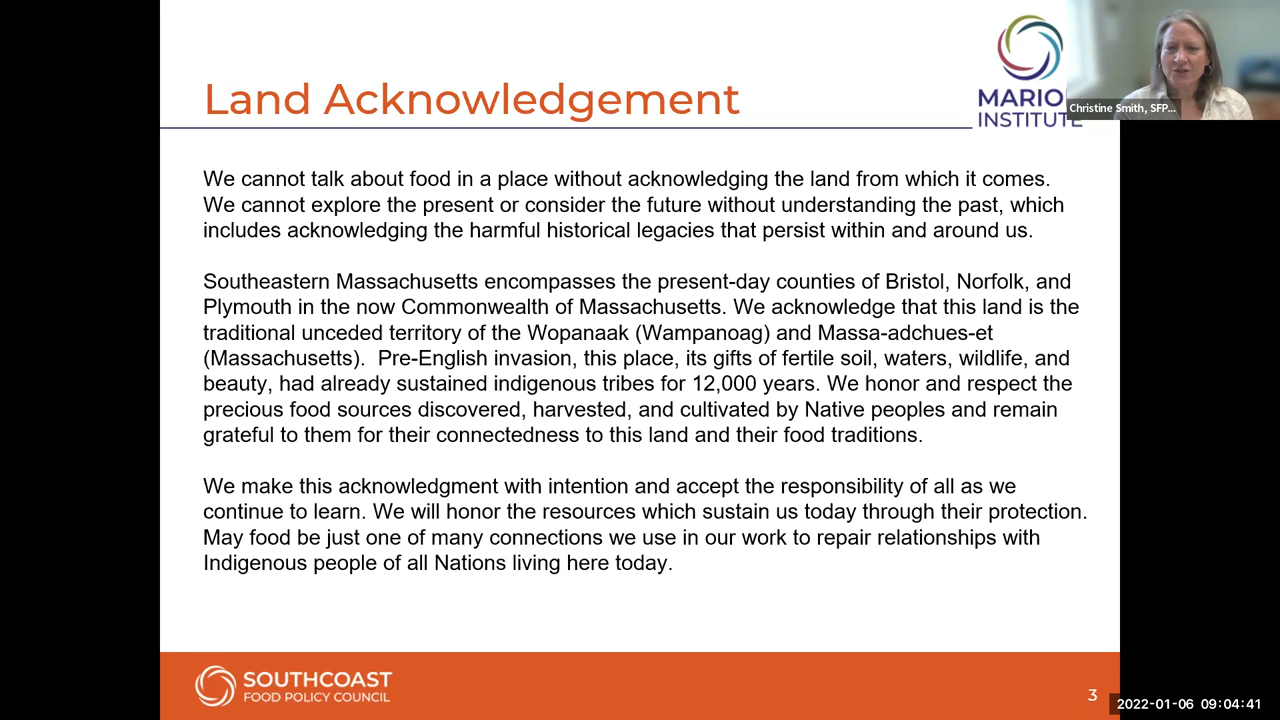 Land Acknowledgement
MARIO
INSTITUTE
Christine Smith, SFP...
We cannot talk about food in a place without acknowledging the land from which it comes.
We cannot explore the present or consider the future without understanding the past, which
includes acknowledging the harmful historical legacies that persist within and around us.
Southeastern Massachusetts encompasses the present-day counties of Bristol, Norfolk, and
Plymouth in the now Commonwealth of Massachusetts. We acknowledge that this land is the
traditional unceded territory of the Wopanaak (Wampanoag) and Massa-adchues-et
(Massachusetts).  Pre-English invasion, this place, its gifts of fertile soil, waters, wildlife, and
beauty, had already sustained indigenous tribes for 12,000 years. We honor and respect the
precious food sources discovered, harvested, and cultivated by Native peoples and remain
grateful to them for their connectedness to this land and their food traditions.
We make this acknowledgment with intention and accept the responsibility of all as we
continue to learn. We will honor the resources which sustain us today through their protection.
May food be just one of many connections we use in our work to repair relationships with
Indigenous people of all Nations living here today.
SOUTHCOAST
FOOD POLICY COUNCIL
3
2022-01-06 09:04:41